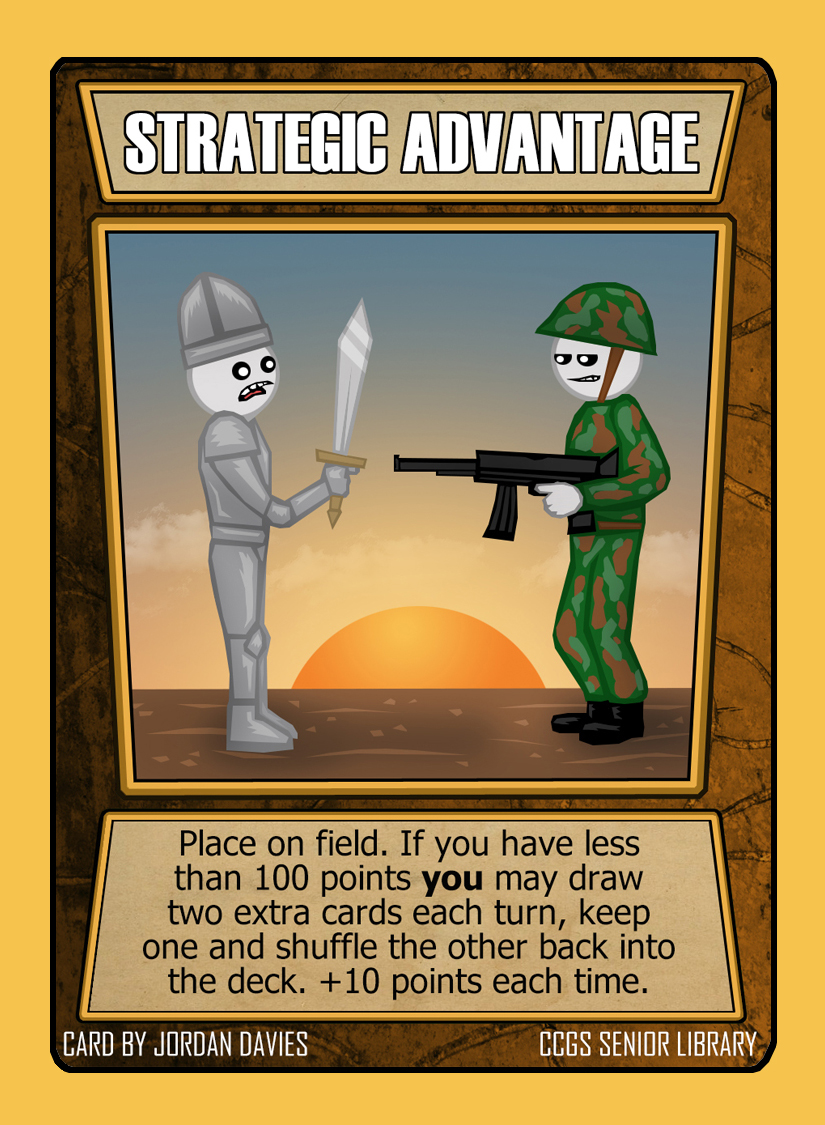 STRATEGIC ADVANTAGE
Place on field. If you have less
than 100 points you may draw
two extra cards each turn, keep
one and shuffle the other back into
the deck. +10 points each time.
CARD BY JORDAN DAVIES
CCGS SENIOR LIBRARY